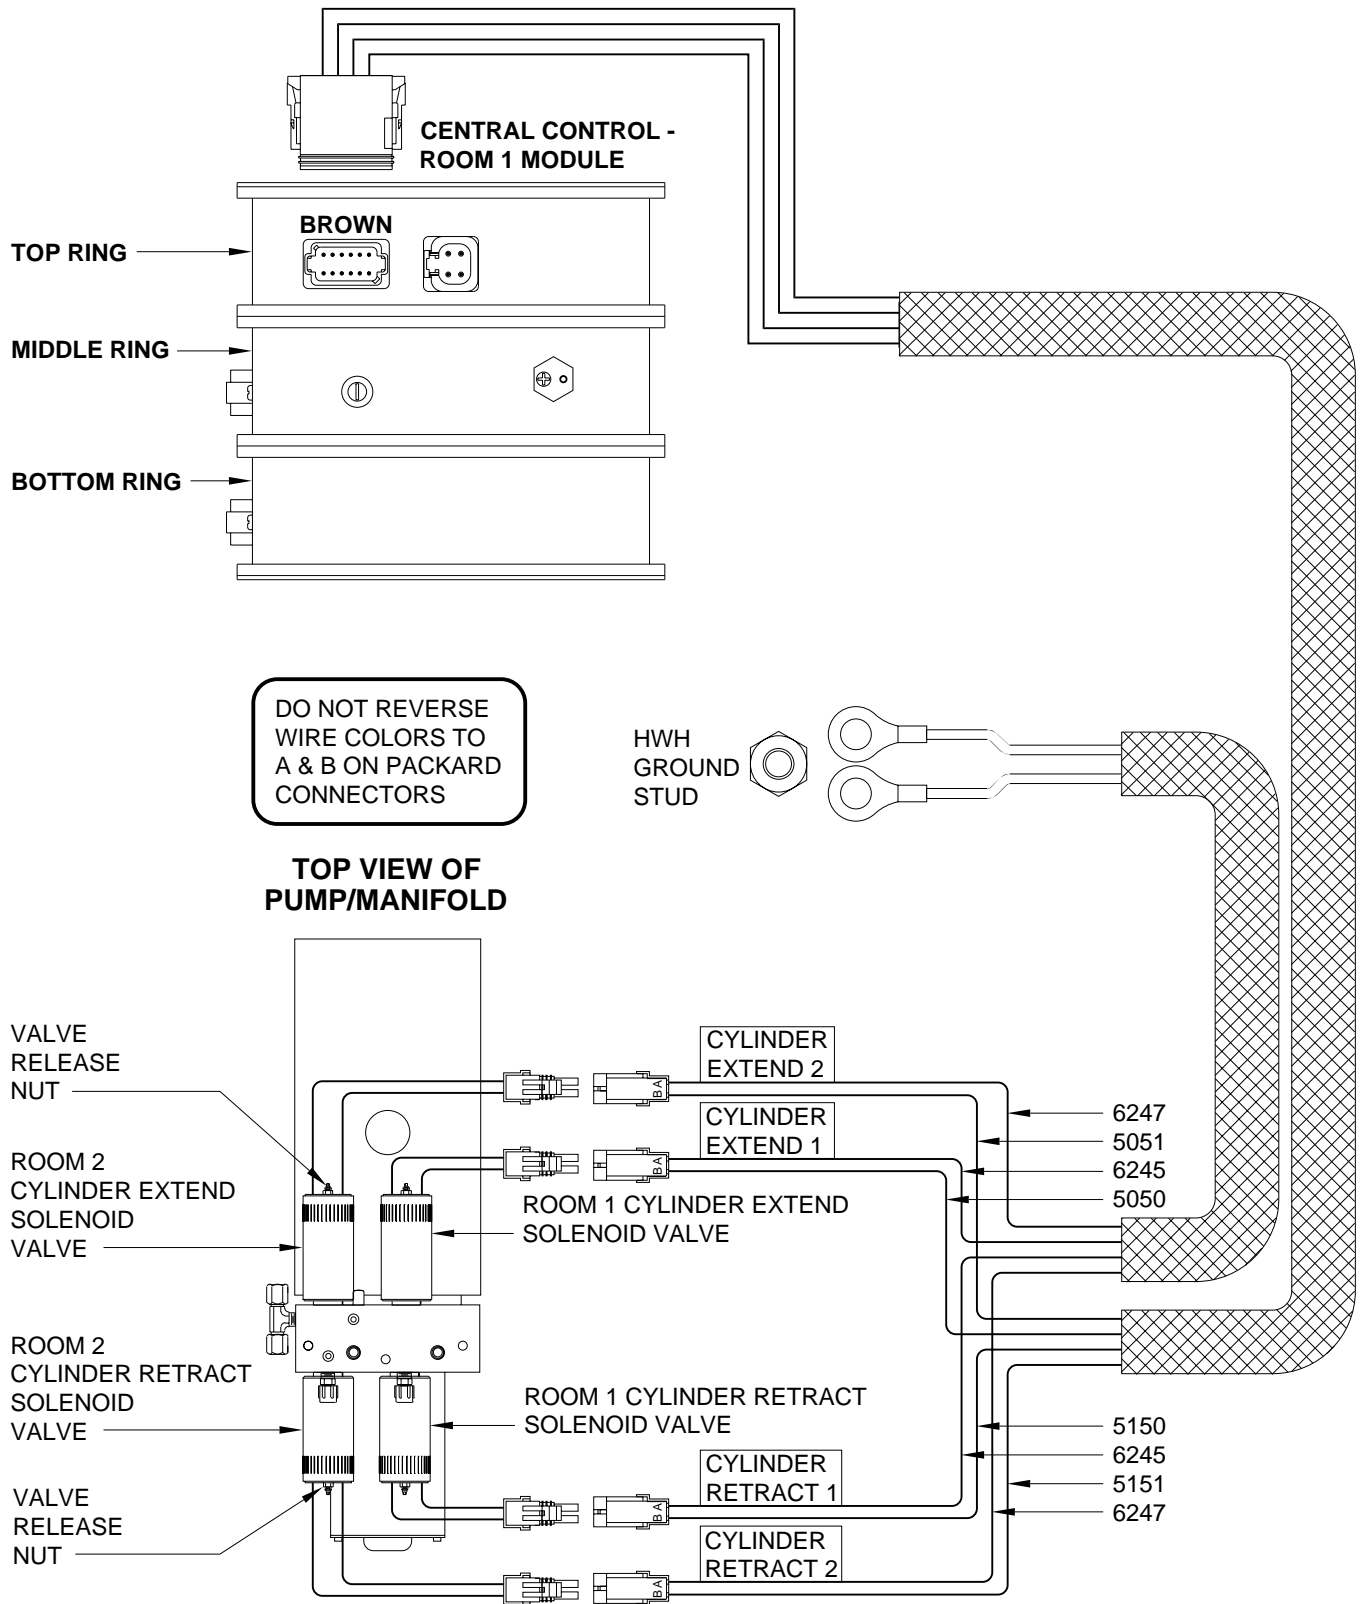 CENTRAL CONTROL -
ROOM 1 MODULE
BROWN
TOP RING
MIDDLE RING
BOTTOM RING
DO NOT REVERSE
WIRE COLORS TO
A & B ON PACKARD
CONNECTORS
HWH
GROUND
STUD
TOP VIEW OF
PUMP/MANIFOLD
VALVE
RELEASE
NUT
CYLINDER
EXTEND 2
B A
CYLINDER
EXTEND 1
B A
6247
5051
6245
5050
ROOM 2
CYLINDER EXTEND
SOLENOID
VALVE
ROOM 1 CYLINDER EXTEND
SOLENOID VALVE
ROOM 2
CYLINDER RETRACT
SOLENOID
VALVE
ROOM 1 CYLINDER RETRACT
SOLENOID VALVE
5150
6245
5151
6247
CYLINDER
RETRACT 1
B A
VALVE
RELEASE
NUT
CYLINDER
RETRACT 2
B A